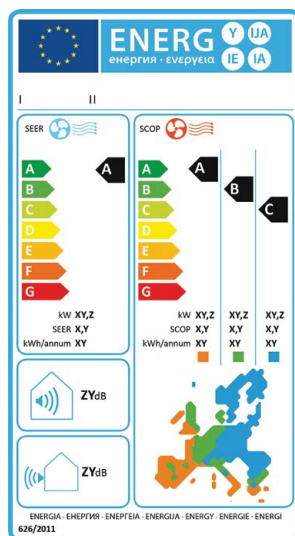 ENERG Y IJA
енергия · ενεργεια IE IA
I II
SEER
A A
B
C
D
E
F
G
kW XY,Z
SEER X,Y
kWh/annum XY
SCOP
A A
B B
C C
D
E
F
G
kW XY,Z XY,Z XY,Z
SCOP X,Y X,Y X,Y
kWh/annum XY XY XY
ZYdB
ZYdB
ENERGIA · ЕНЕРГИЯ · ΕΝΕΡΓΕΙΑ · ENERGIJA · ENERGY · ENERGIE · ENERGI
626/2011